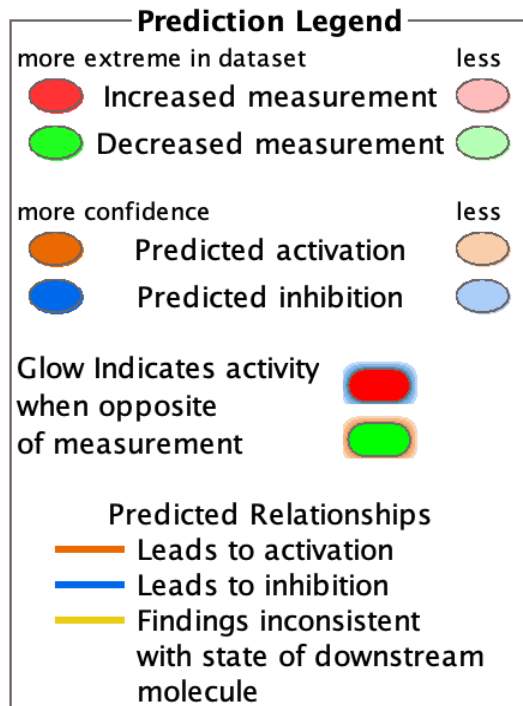 Prediction Legend
more extreme in dataset less
Increased measurement
Decreased measurement
more confidence less
Predicted activation
Predicted inhibition
Glow Indicates activity
when opposite
of measurement
Predicted Relationships
Leads to activation
Leads to inhibition
Findings inconsistent
with state of downstream
molecule